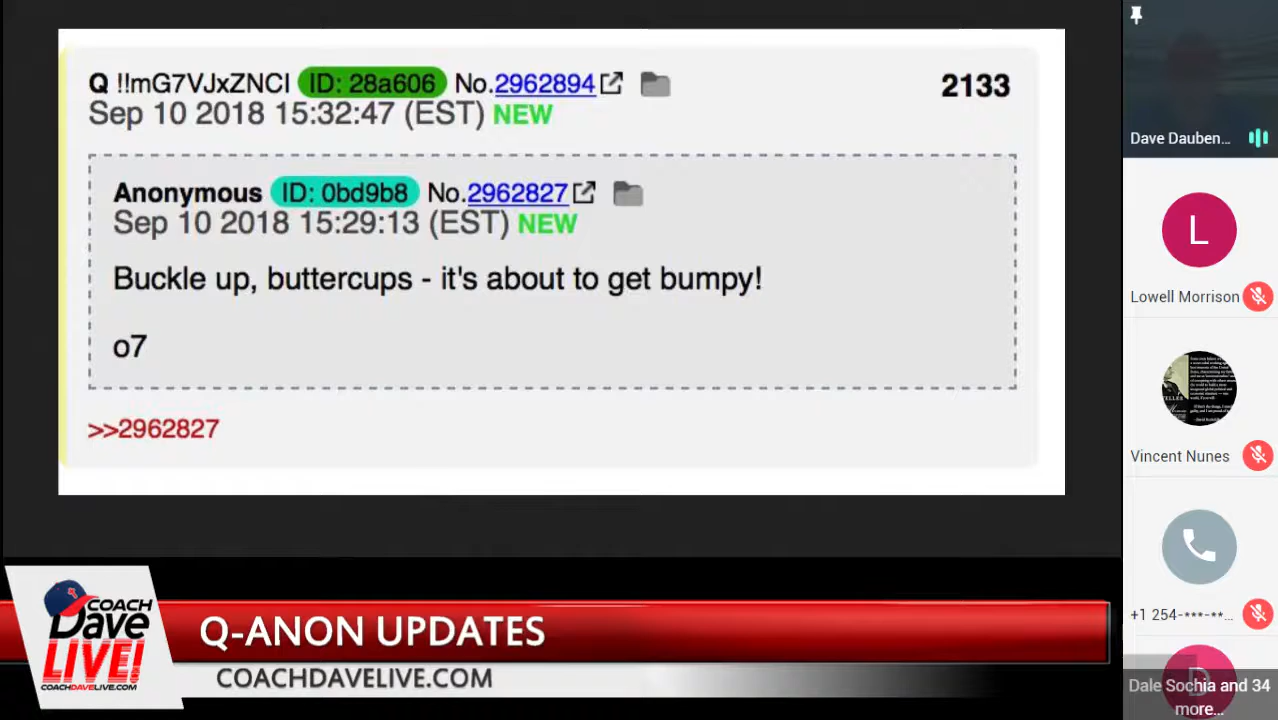 Q !!mG7VJxZNCI ID: 28a606 No.2962894 2133
Sep 10 2018 15:32:47 (EST) NEW
Anonymous ID: 0bd9b8 No.2962827
Sep 10 2018 15:29:13 (EST) NEW
Buckle up, buttercups - it's about to get bumpy!
o7
>>2962827
COACH
Dave
LIVE!
COACHDAVELIVE.COM
Q-ANON UPDATES
COACHDAVELIVE.COM
Dave Dauben...
L
Lowell Morrison
Vincent Nunes
+1 254-***-**...
D
Dale Sochia and 34
more...